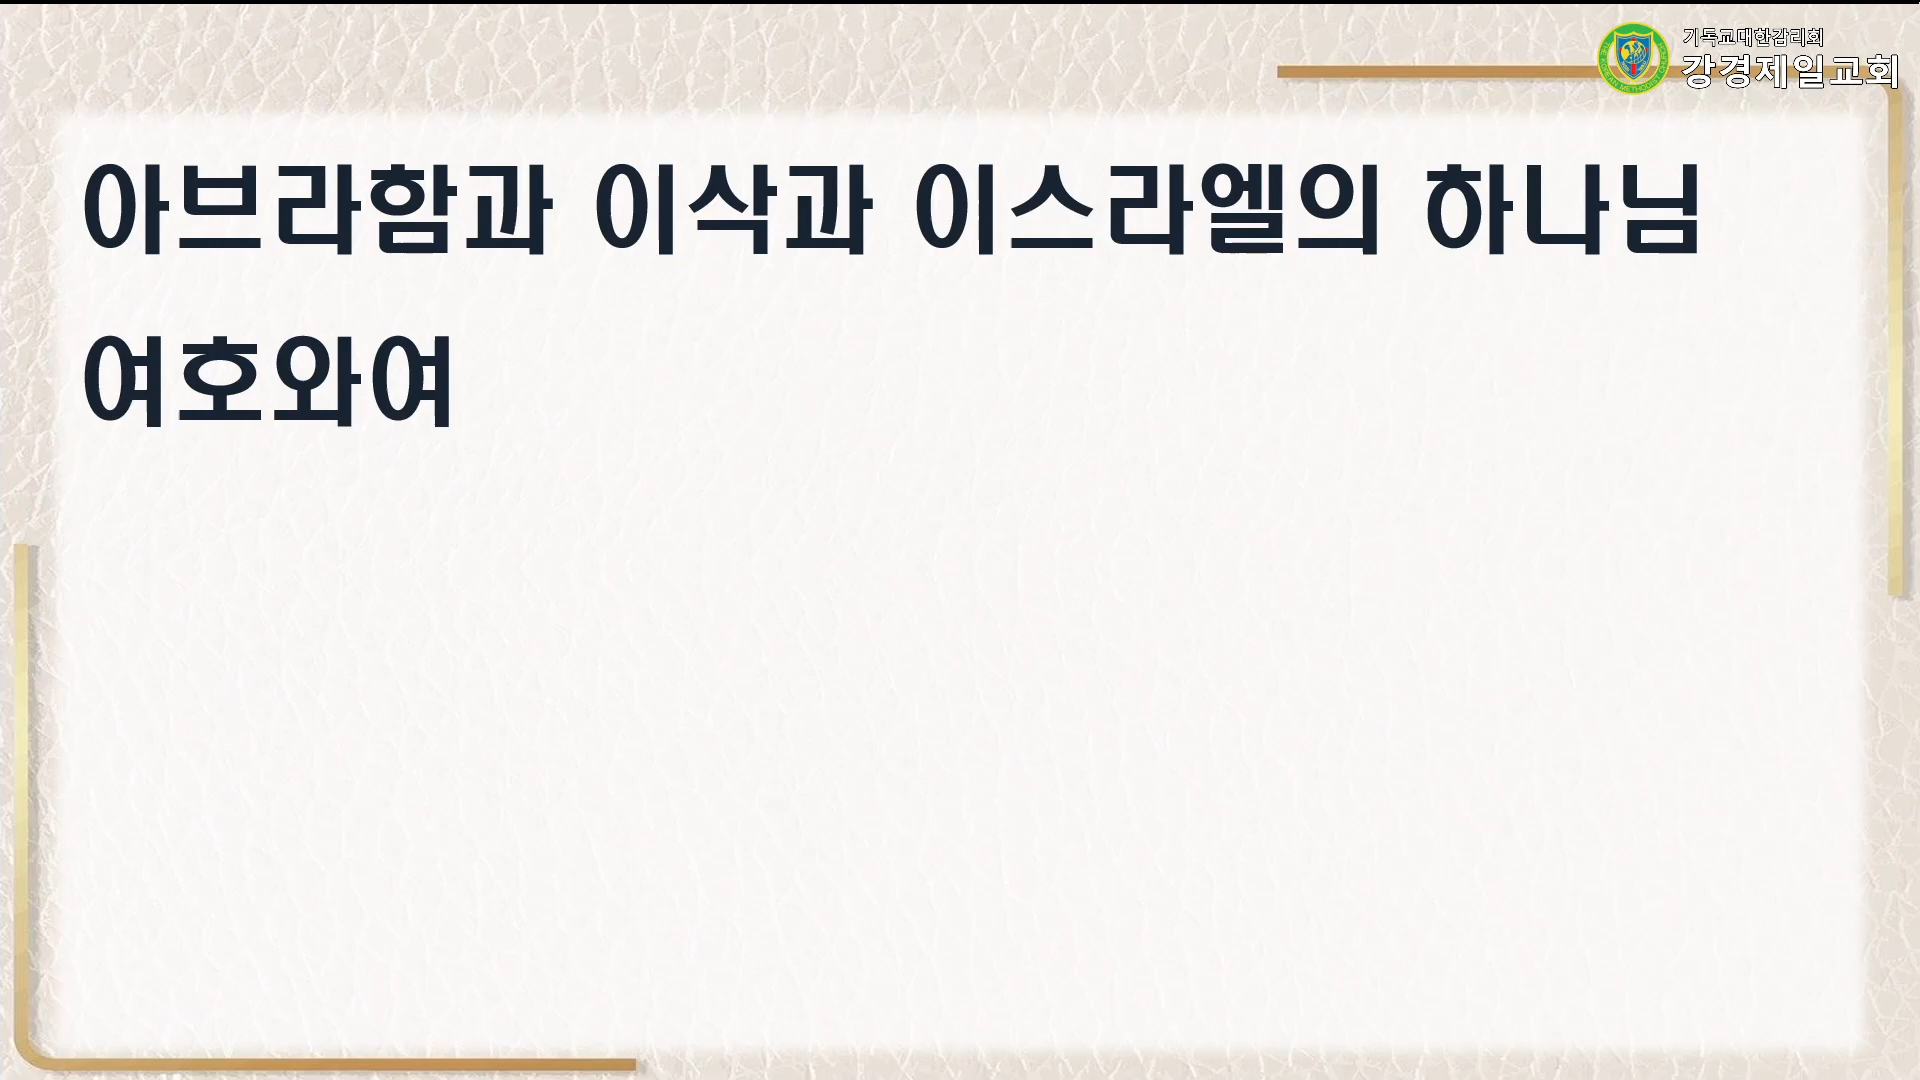 기독교대한감리회
강경제일교회
아브라함과 이삭과 이스라엘의 하나님
여호와여